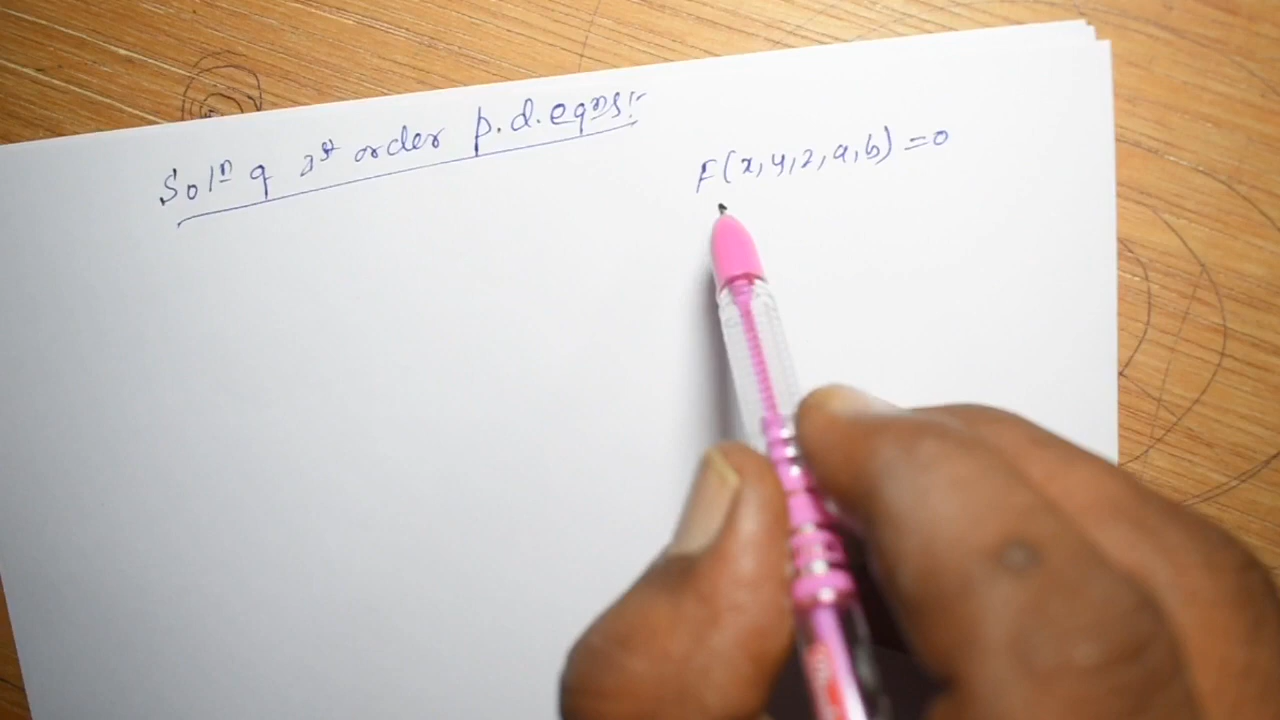 Solⁿ of 1st order p.d.eqns:-
F(x,y,z,a,b) = 0